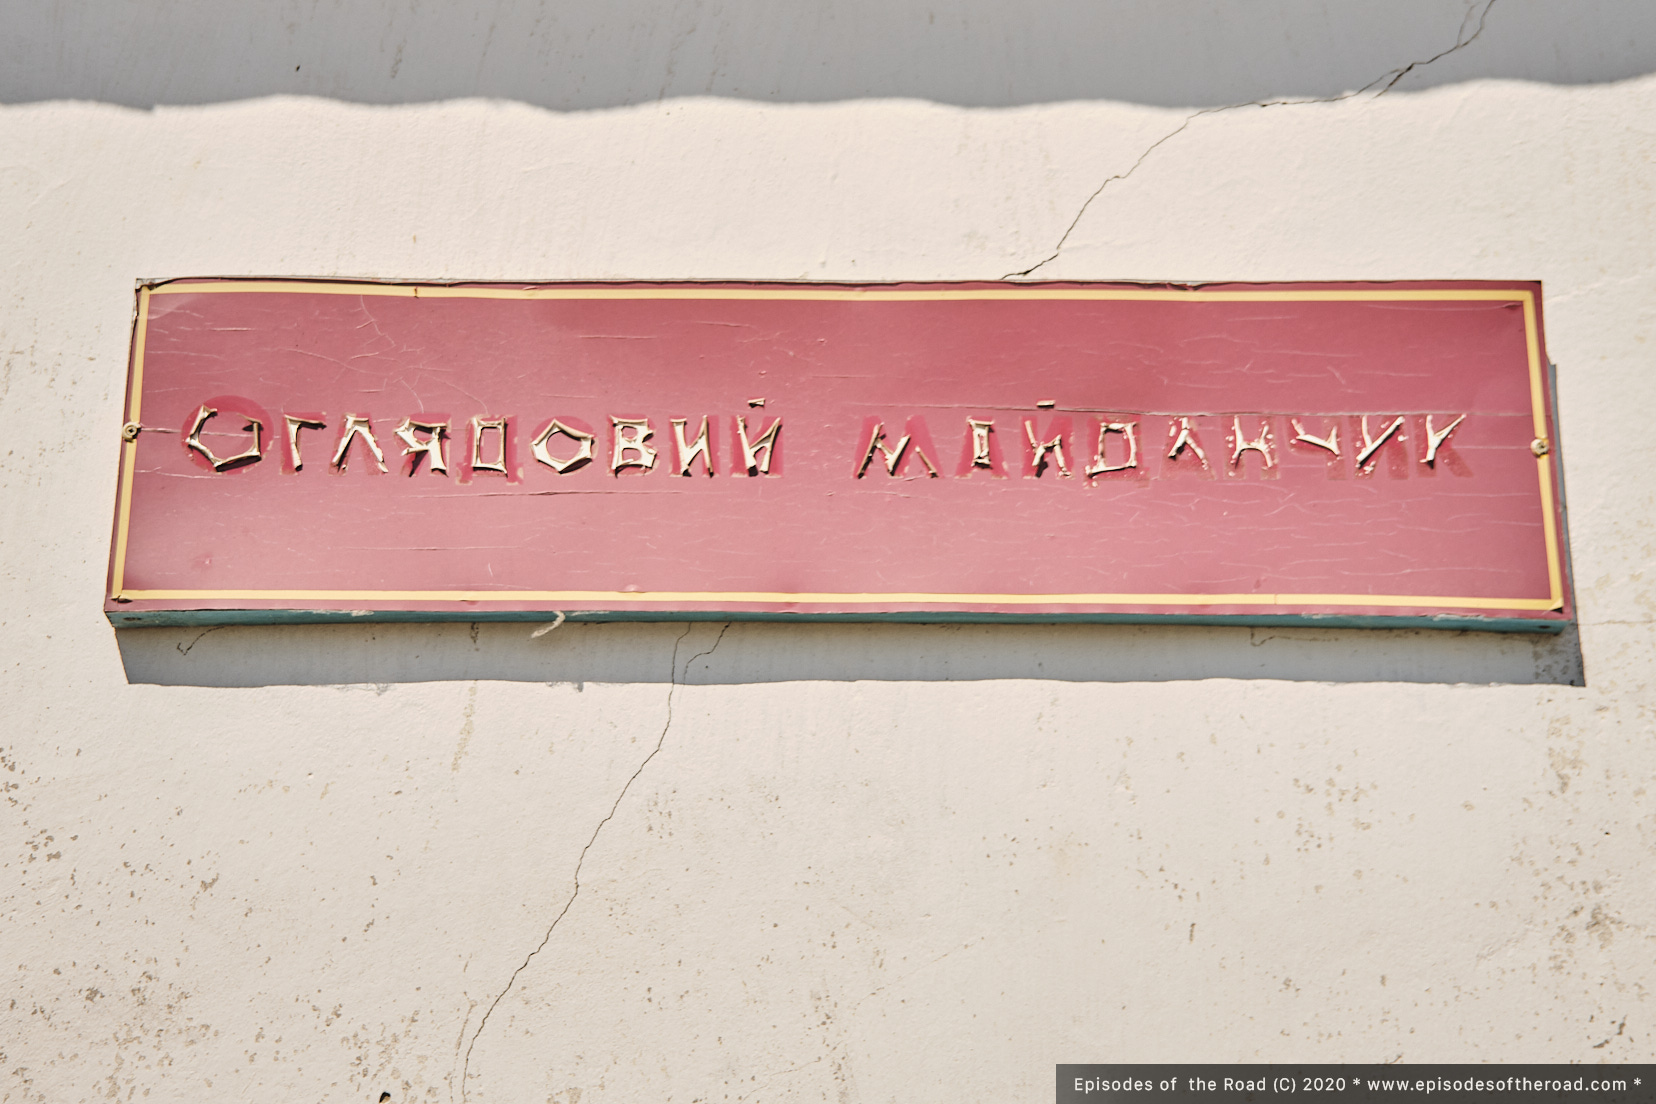 Оглядовий майданчик
Episodes of the Road (C) 2020 * www.episodesoftheroad.com *